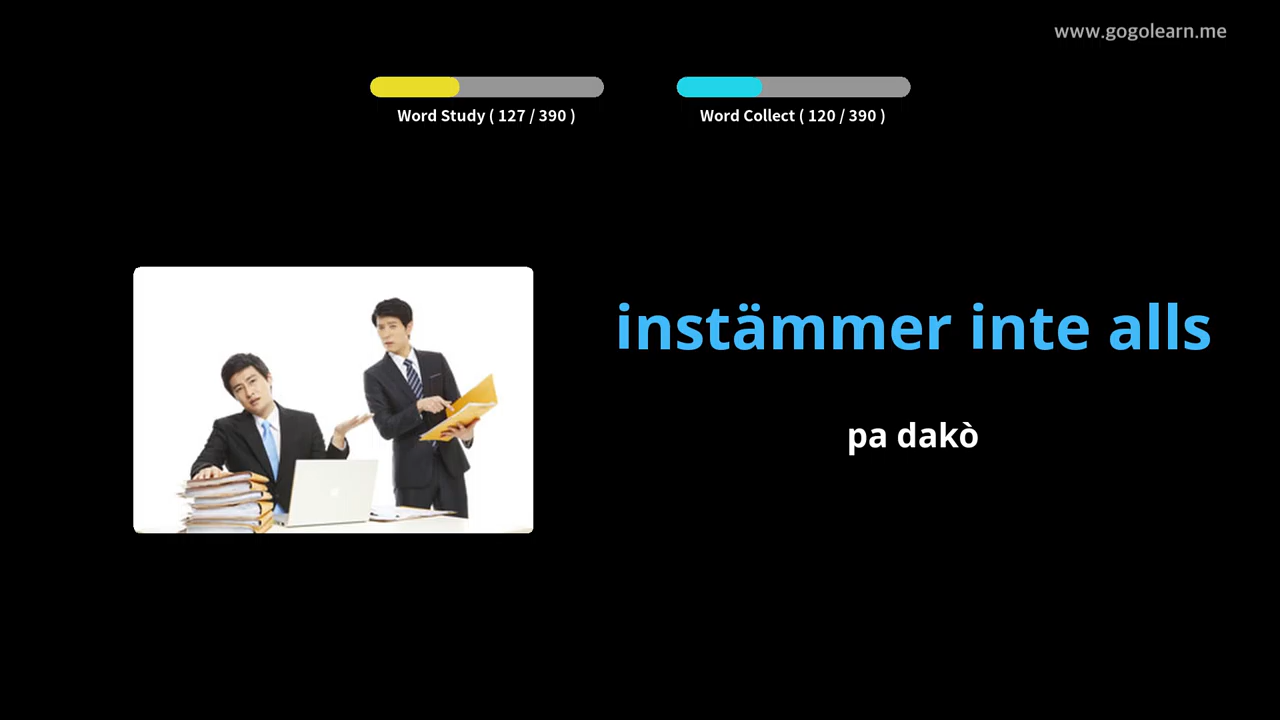 www.gogolearn.me
Word Study ( 127 / 390 )
Word Collect ( 120 / 390 )
instämmer inte alls
pa dakò